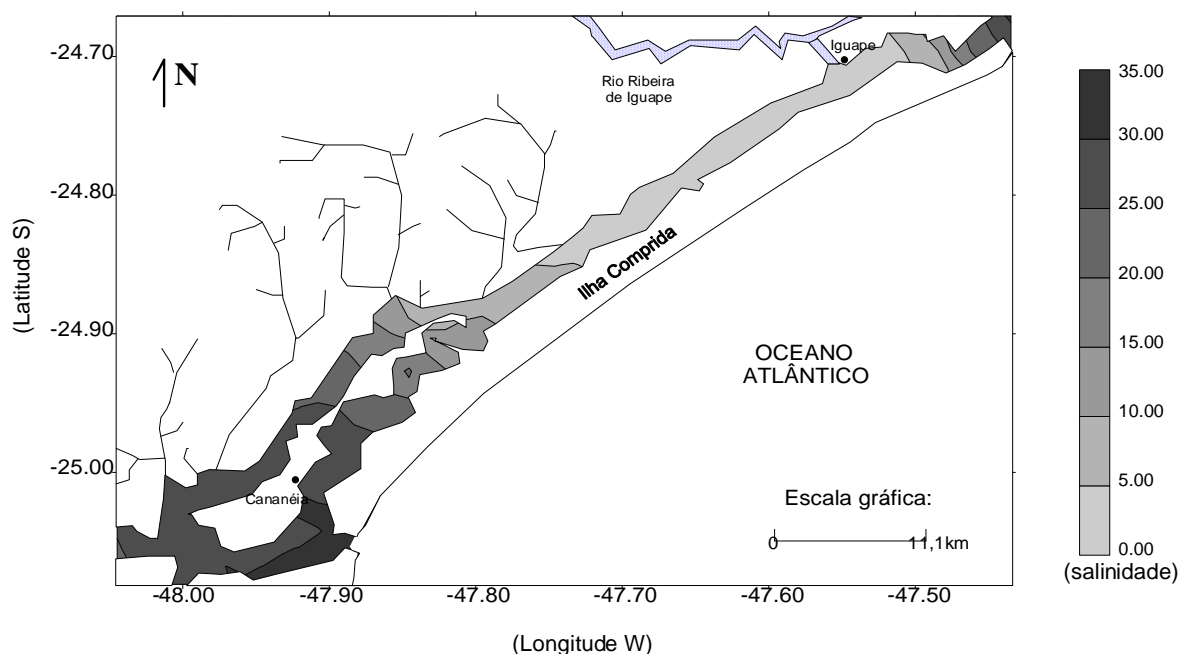 -24.70
-24.80
-24.90
-25.00
(Latitude S)
N
Rio Ribeira
de Iguape
Iguape
Ilha Comprida
OCEANO
ATLÂNTICO
Cananéia
Escala gráfica:
0 11,1km
-48.00 -47.90 -47.80 -47.70 -47.60 -47.50
(Longitude W)
35.00
30.00
25.00
20.00
15.00
10.00
5.00
0.00
(salinidade)